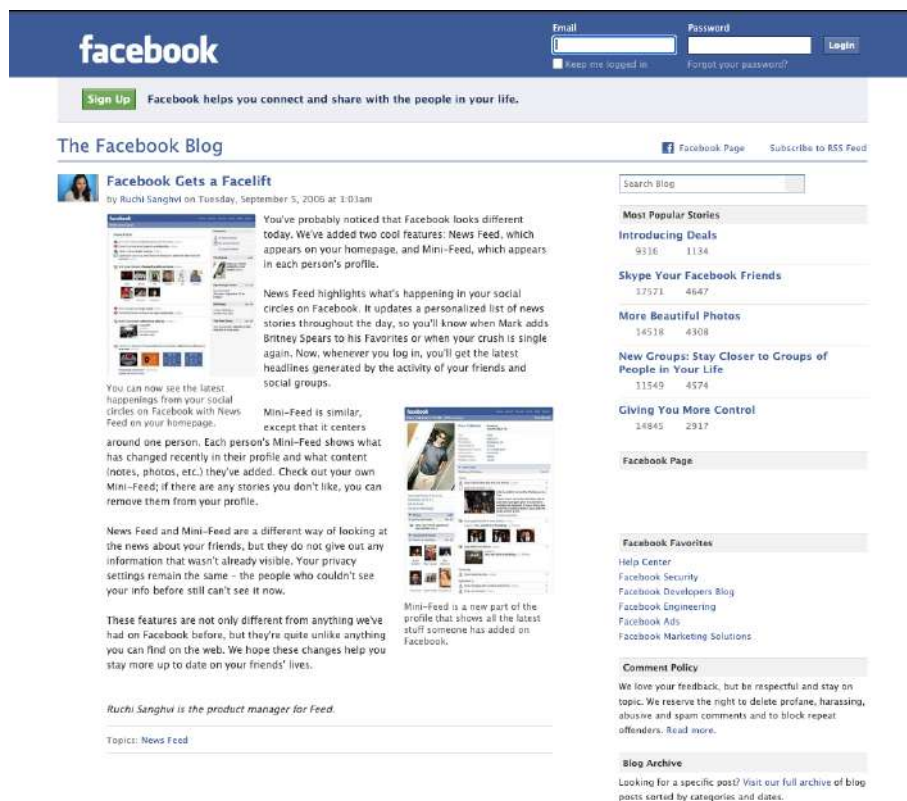 Email
Password
facebook
Login
Keep me logged in
Forgot your password?
Sign Up
Facebook helps you connect and share with the people in your life.
The Facebook Blog
Facebook Page
Subscribe to RSS Feed
Facebook Gets a Facelift
by Ruchi Sanghvi on Tuesday, September 5, 2006 at 1:03am
You've probably noticed that Facebook looks different
today. We've added two cool features: News Feed, which
appears on your homepage, and Mini-Feed, which appears
in each person's profile.
News Feed highlights what's happening in your social
circles on Facebook. It updates a personalized list of news
stories throughout the day, so you'll know when Mark adds
Britney Spears to his Favorites or when your crush is single
again. Now, whenever you log in, you'll get the latest
headlines generated by the activity of your friends and
social groups.
You can now see the latest
happenings from your social
circles on Facebook with News
Feed on your homepage.
Mini-Feed is similar,
except that it centers
around one person. Each person's Mini-Feed shows what
has changed recently in their profile and what content
(notes, photos, etc.) they've added. Check out your own
Mini-Feed; if there are any stories you don't like, you can
remove them from your profile.
News Feed and Mini-Feed are a different way of looking at
the news about your friends, but they do not give out any
information that wasn't already visible. Your privacy
settings remain the same - the people who couldn't see
your info before still can't see it now.
These features are not only different from anything we've
had on Facebook before, but they're quite unlike anything
you can find on the web. We hope these changes help you
stay more up to date on your friends' lives.
Mini-Feed is a new part of the
profile that shows all the latest
stuff someone has added on
Facebook.
Ruchi Sanghvi is the product manager for Feed.
Topics: News Feed
Search Blog
Most Popular Stories
Introducing Deals
9316 1134
Skype Your Facebook Friends
17571 4647
More Beautiful Photos
14518 4308
New Groups: Stay Closer to Groups of
People in Your Life
11549 4574
Giving You More Control
14845 2917
Facebook Page
Facebook Favorites
Help Center
Facebook Security
Facebook Developers Blog
Facebook Engineering
Facebook Ads
Facebook Marketing Solutions
Comment Policy
We love your feedback, but be respectful and stay on
topic. We reserve the right to delete profane, harassing,
abusive and spam comments and to block repeat
offenders. Read more.
Blog Archive
Looking for a specific post? Visit our full archive of blog
posts sorted by categories and dates.